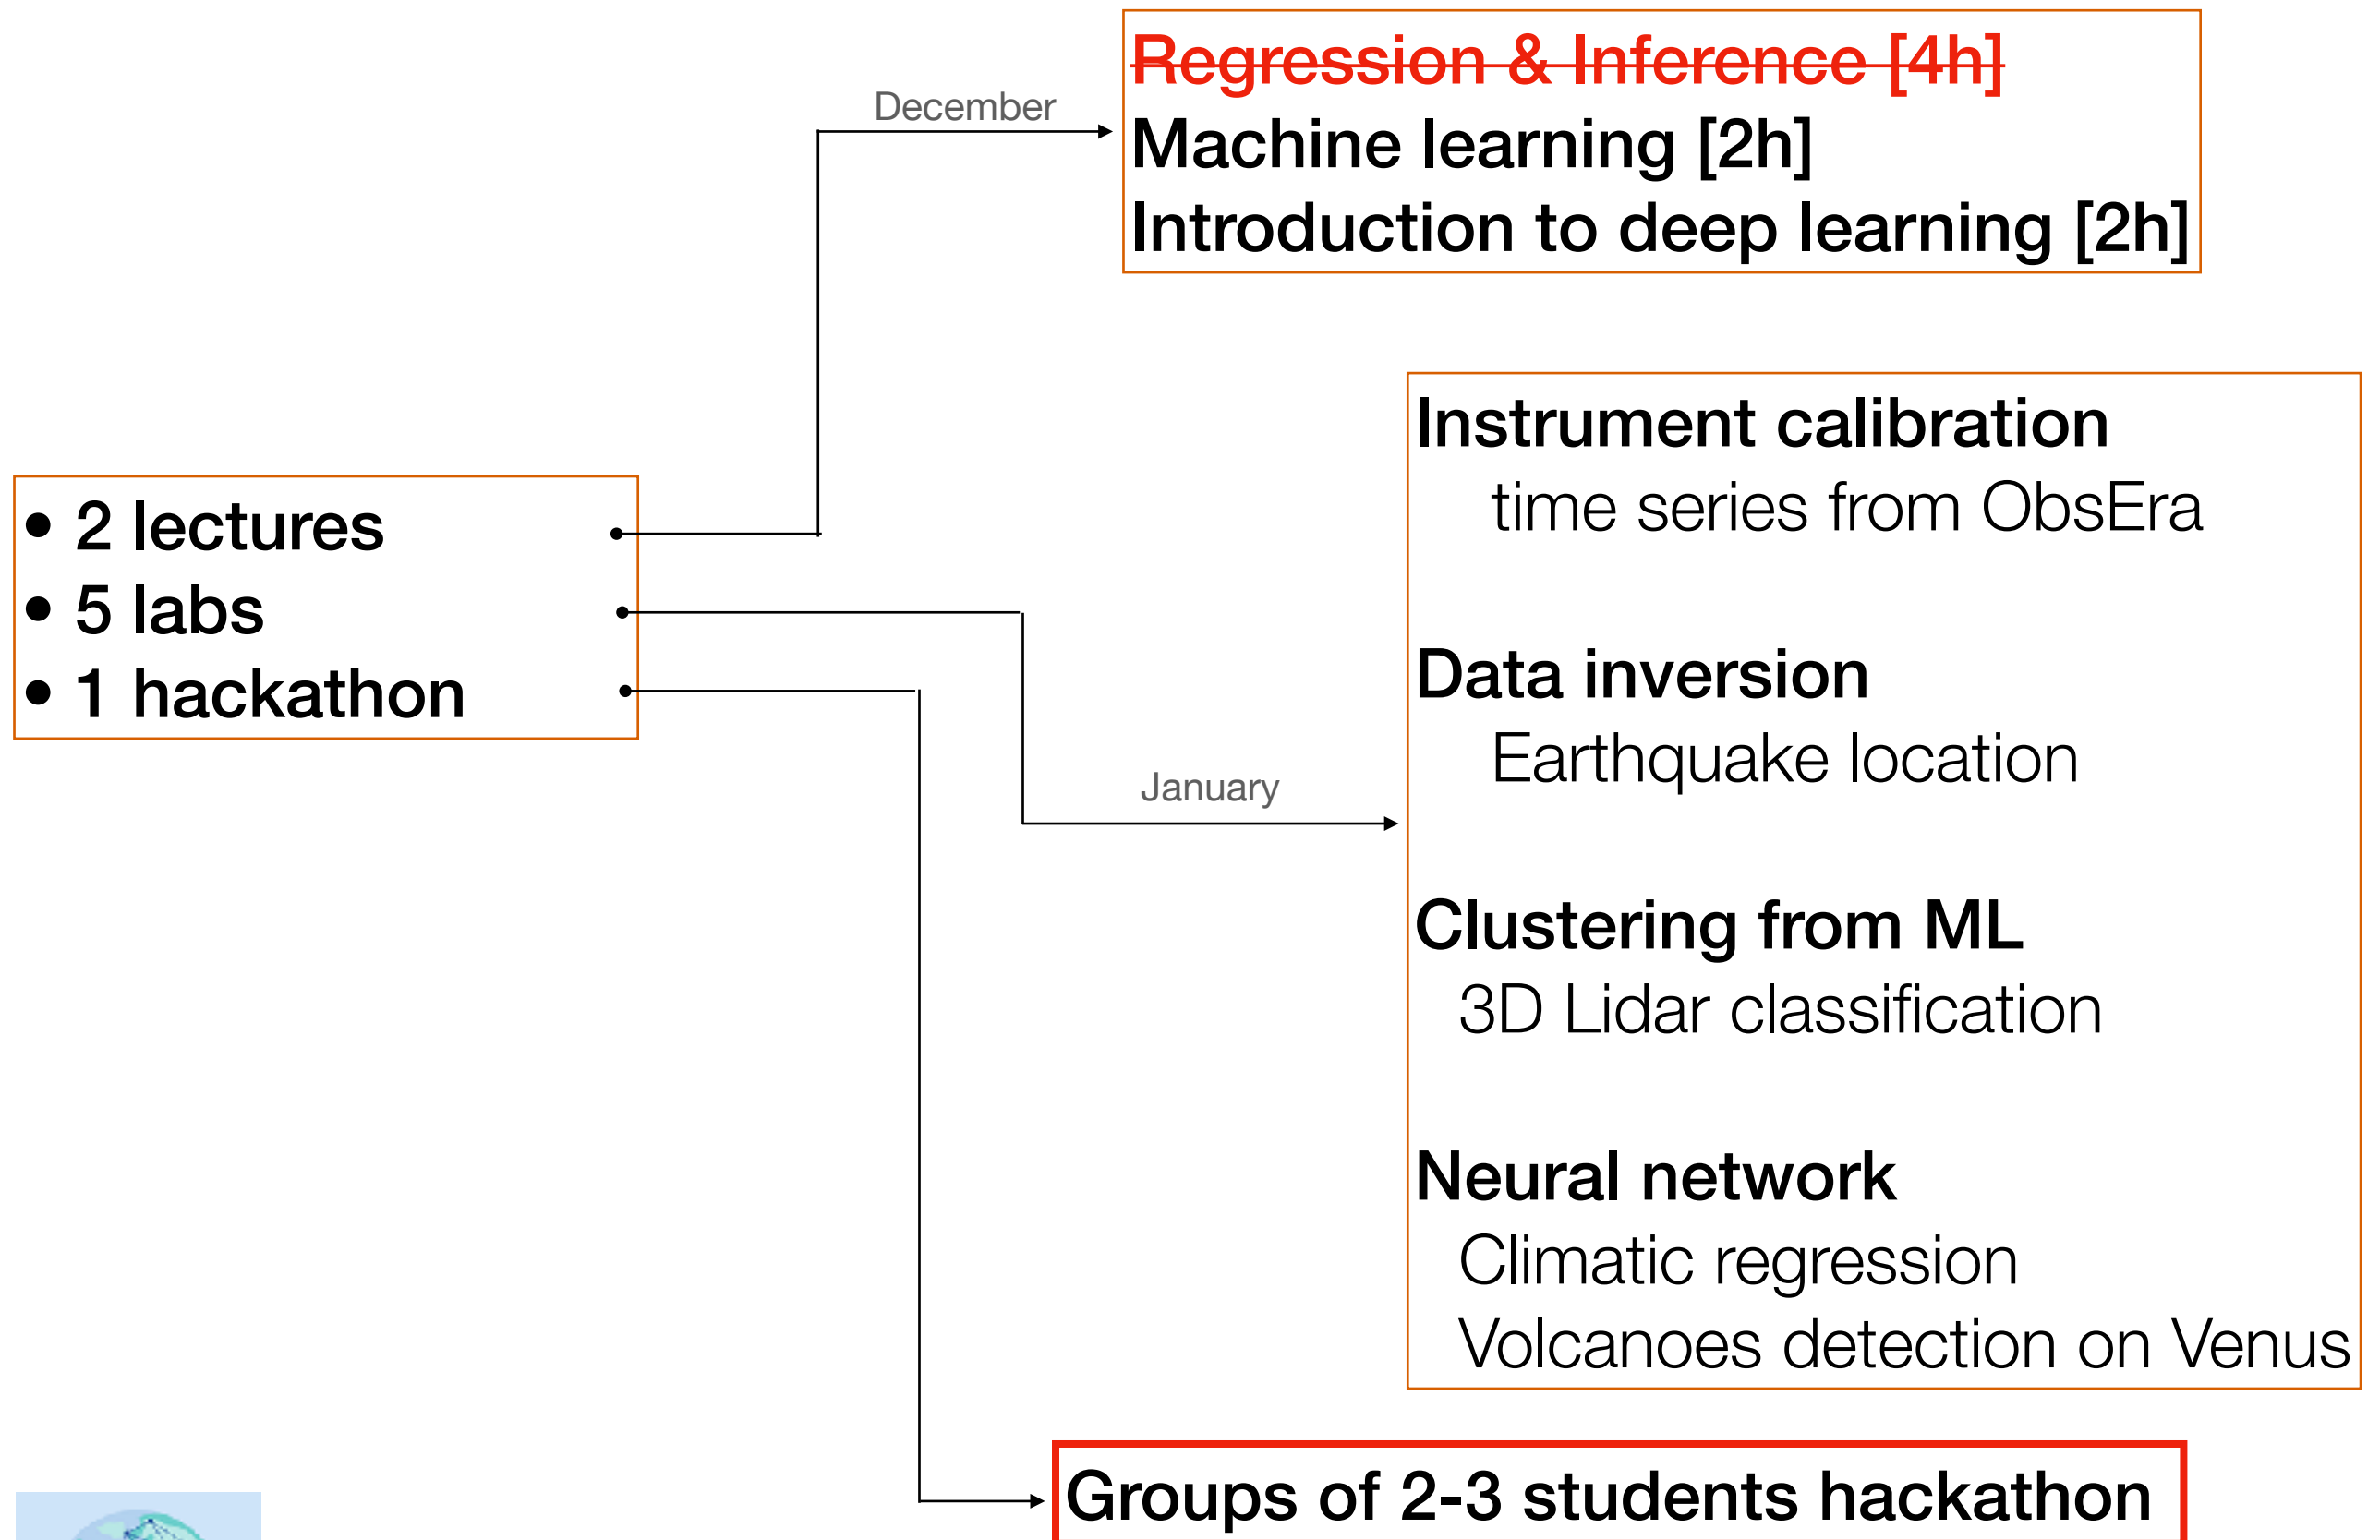 • 2 lectures
• 5 labs
• 1 hackathon
December
Regression & Inference [4h]
Machine learning [2h]
Introduction to deep learning [2h]
January
Instrument calibration
time series from ObsEra
Data inversion
Earthquake location
Clustering from ML
3D Lidar classification
Neural network
Climatic regression
Volcanoes detection on Venus
Groups of 2-3 students hackathon